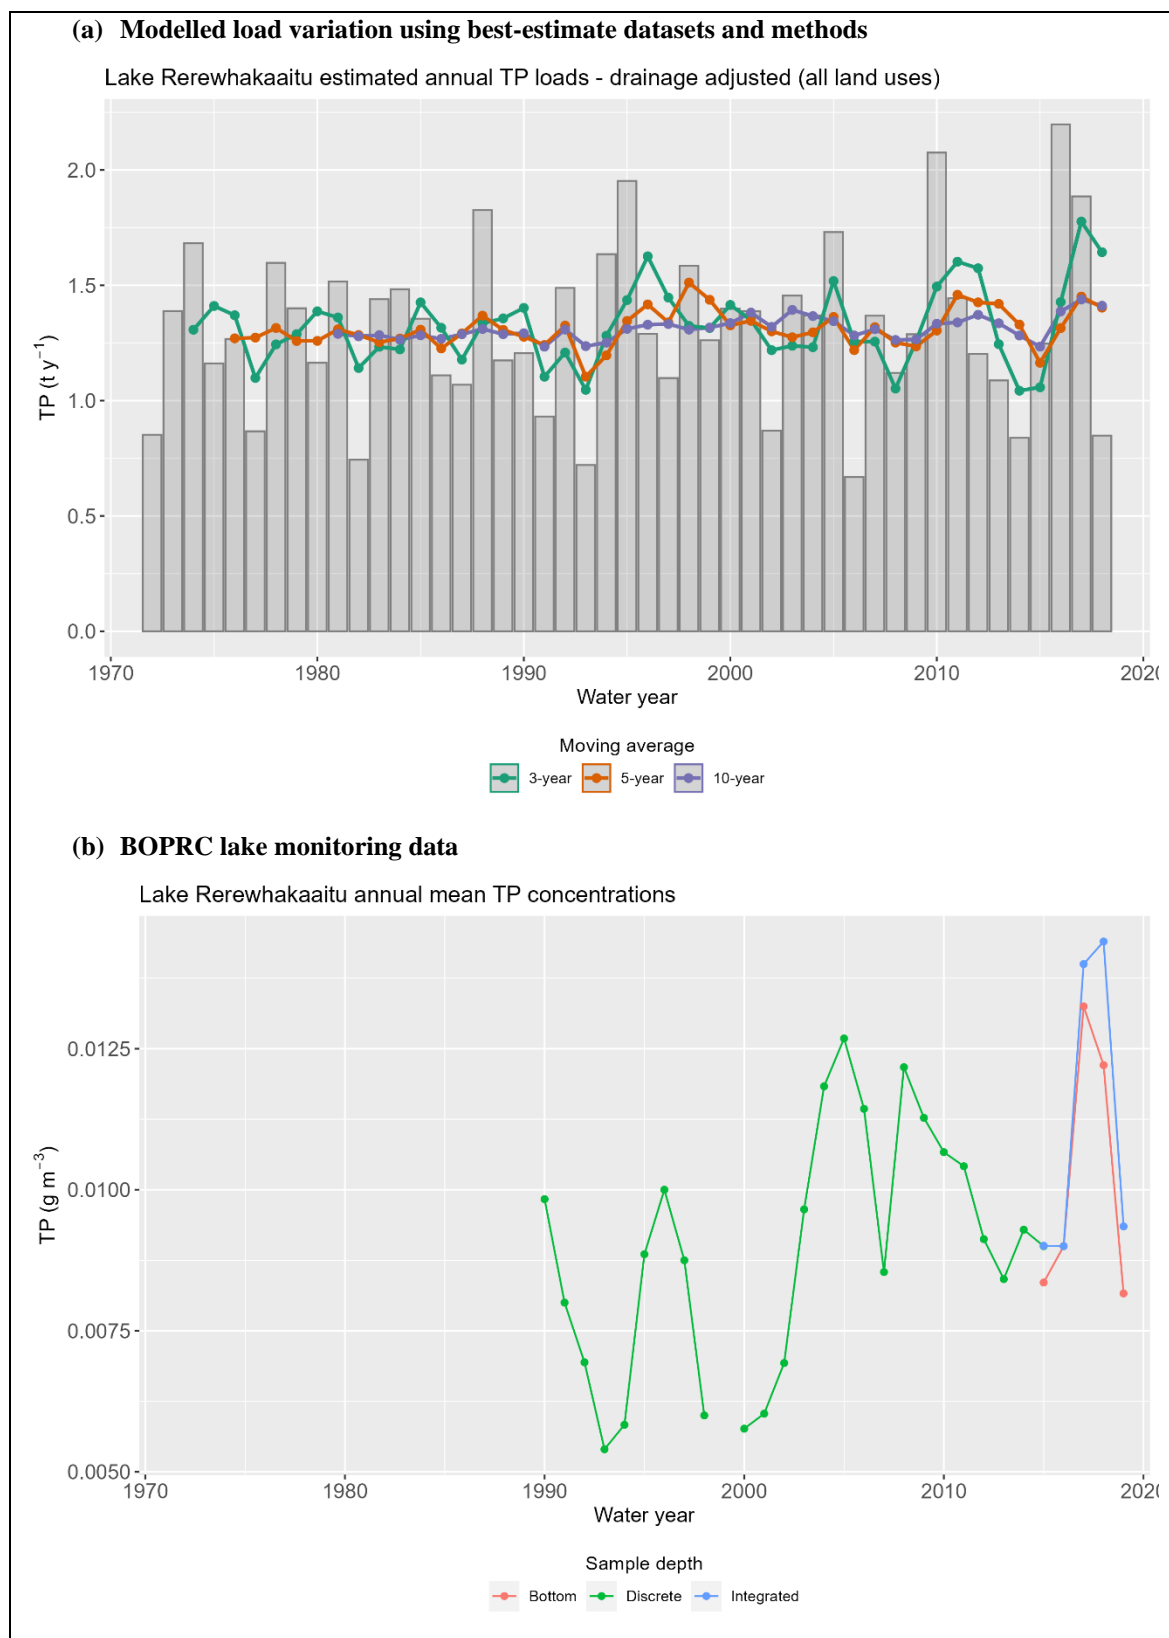 (a) Modelled load variation using best-estimate datasets and methods
Lake Rerewhakaaitu estimated annual TP loads - drainage adjusted (all land uses)
TP (t y⁻¹)
2.0
1.5
1.0
0.5
0.0
1970 1980 1990 2000 2010 2020
Water year
Moving average
3-year 5-year 10-year
(b) BOPRC lake monitoring data
Lake Rerewhakaaitu annual mean TP concentrations
TP (g m⁻³)
0.0125
0.0100
0.0075
0.0050
1970 1980 1990 2000 2010 2020
Water year
Sample depth
Bottom Discrete Integrated